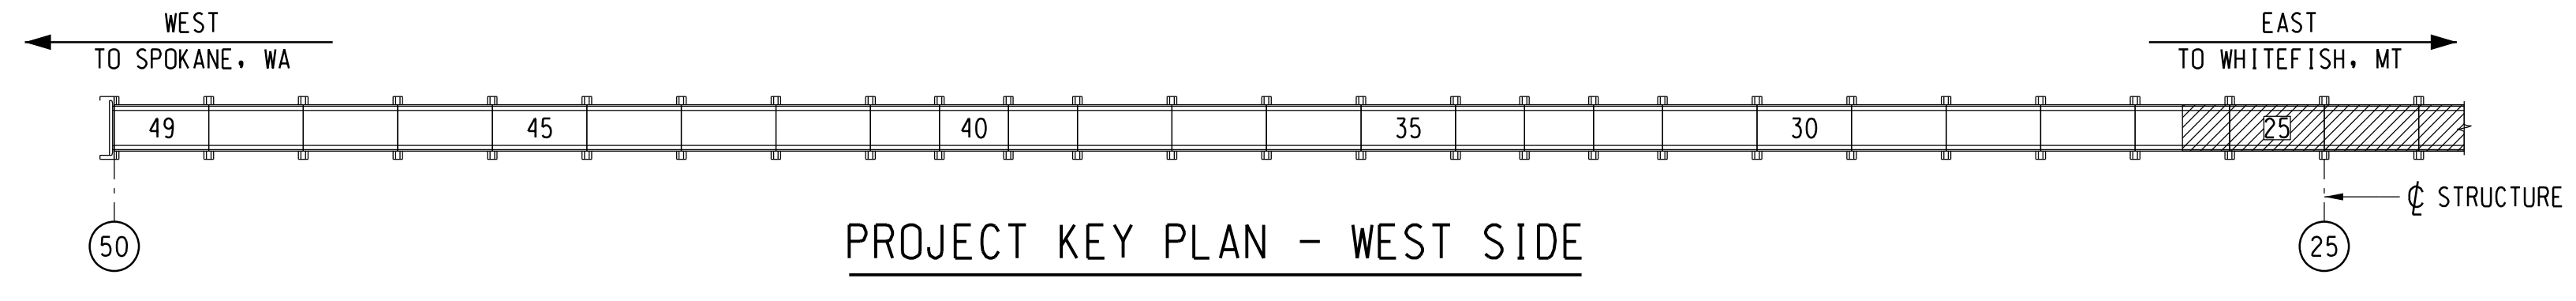 WEST
TO SPOKANE, WA
EAST
TO WHITEFISH, MT
49 45 40 35 30 25
℄ STRUCTURE
50 25
PROJECT KEY PLAN - WEST SIDE